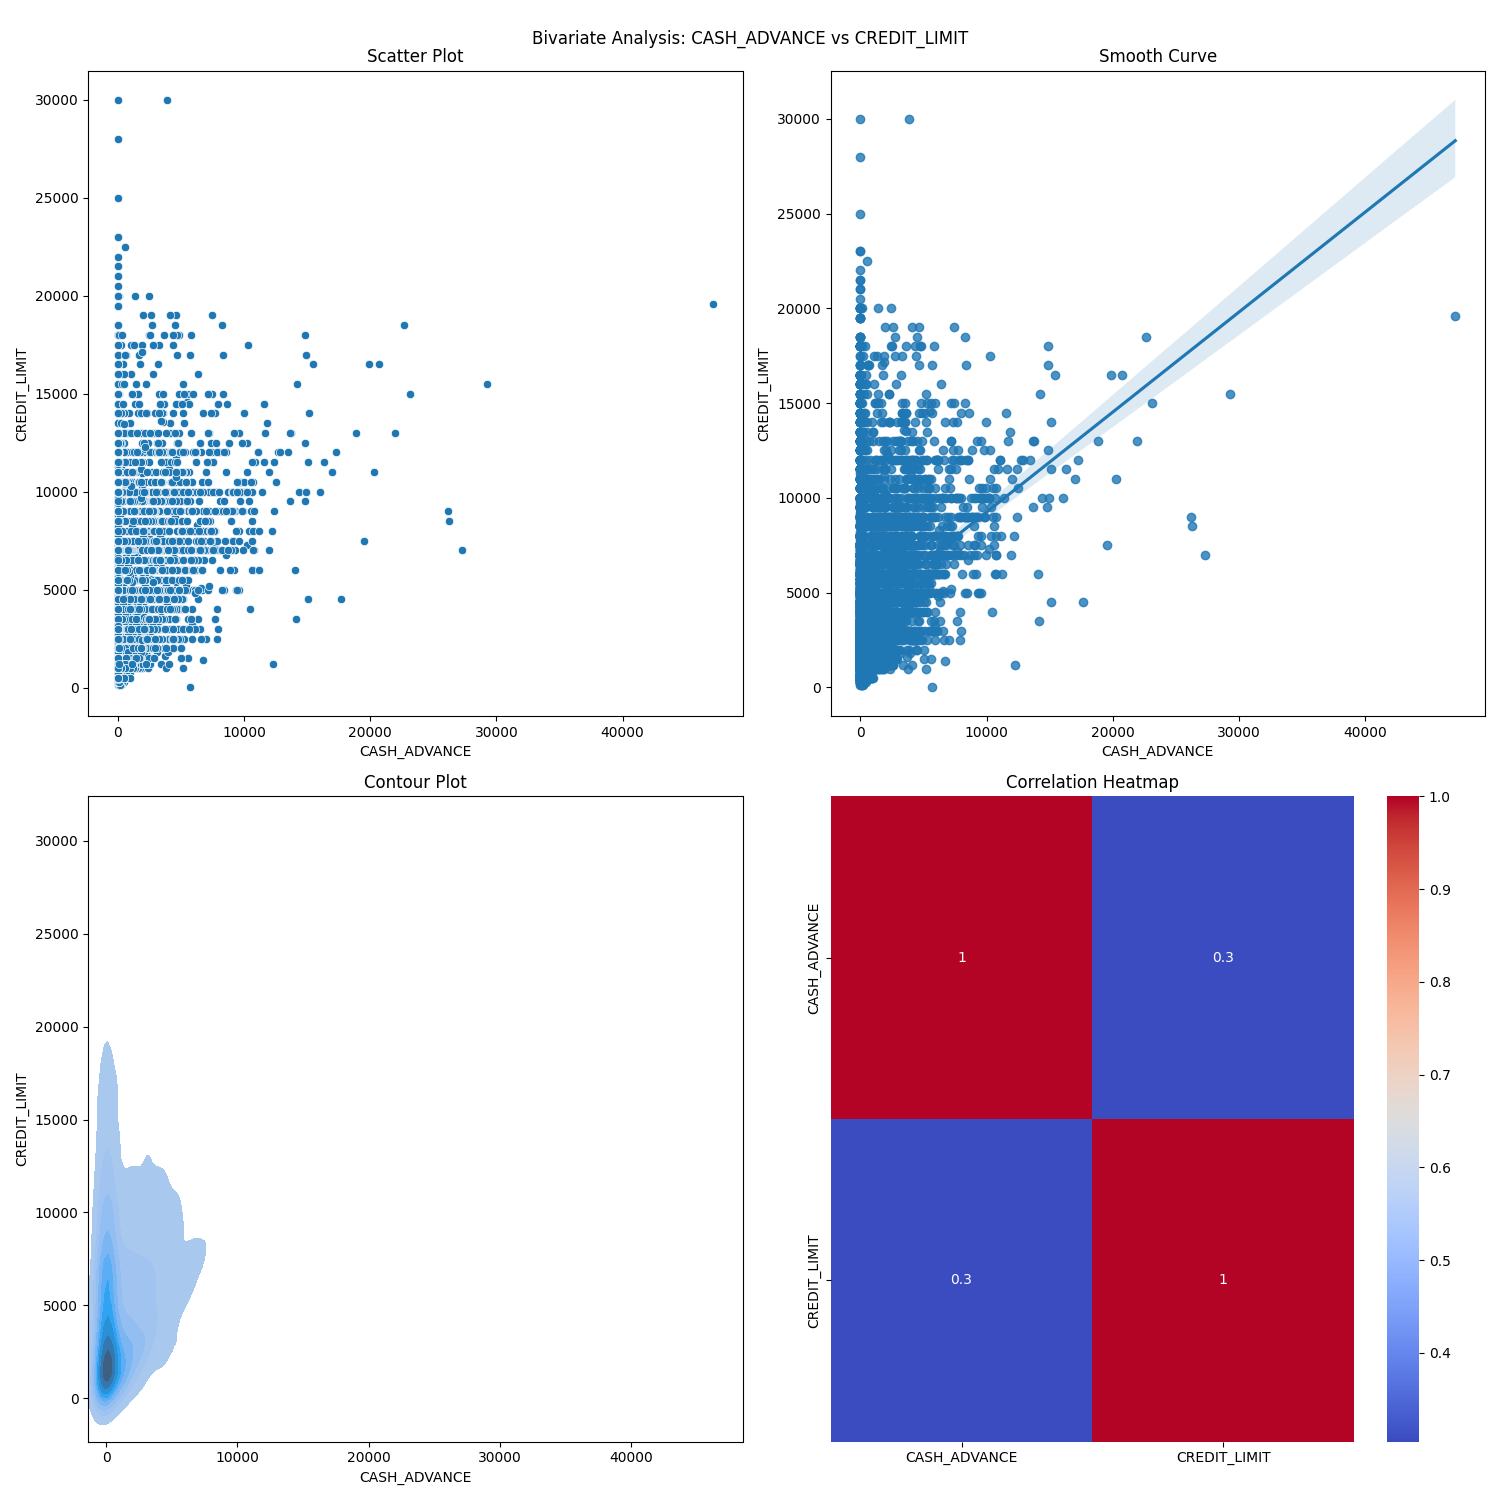 Bivariate Analysis: CASH_ADVANCE vs CREDIT_LIMIT
Scatter Plot
30000
25000
20000
15000
10000
5000
0
CREDIT_LIMIT
0 10000 20000 30000 40000
CASH_ADVANCE
Smooth Curve
30000
25000
20000
15000
10000
5000
0
CREDIT_LIMIT
0 10000 20000 30000 40000
CASH_ADVANCE
Contour Plot
30000
25000
20000
15000
10000
5000
0
CREDIT_LIMIT
0 10000 20000 30000 40000
CASH_ADVANCE
Correlation Heatmap
CASH_ADVANCE
CREDIT_LIMIT
1 0.3
0.3 1
CASH_ADVANCE CREDIT_LIMIT
1.0
0.9
0.8
0.7
0.6
0.5
0.4